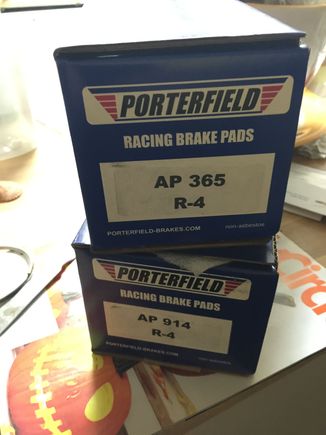 PORTERFIELD
RACING BRAKE PADS
AP 365
R-4
PORTERFIELD-BRAKES.COM
non-asbestos
PORTERFIELD
RACING BRAKE PADS
AP 914
R-4
PORTERFIELD-BRAKES.COM